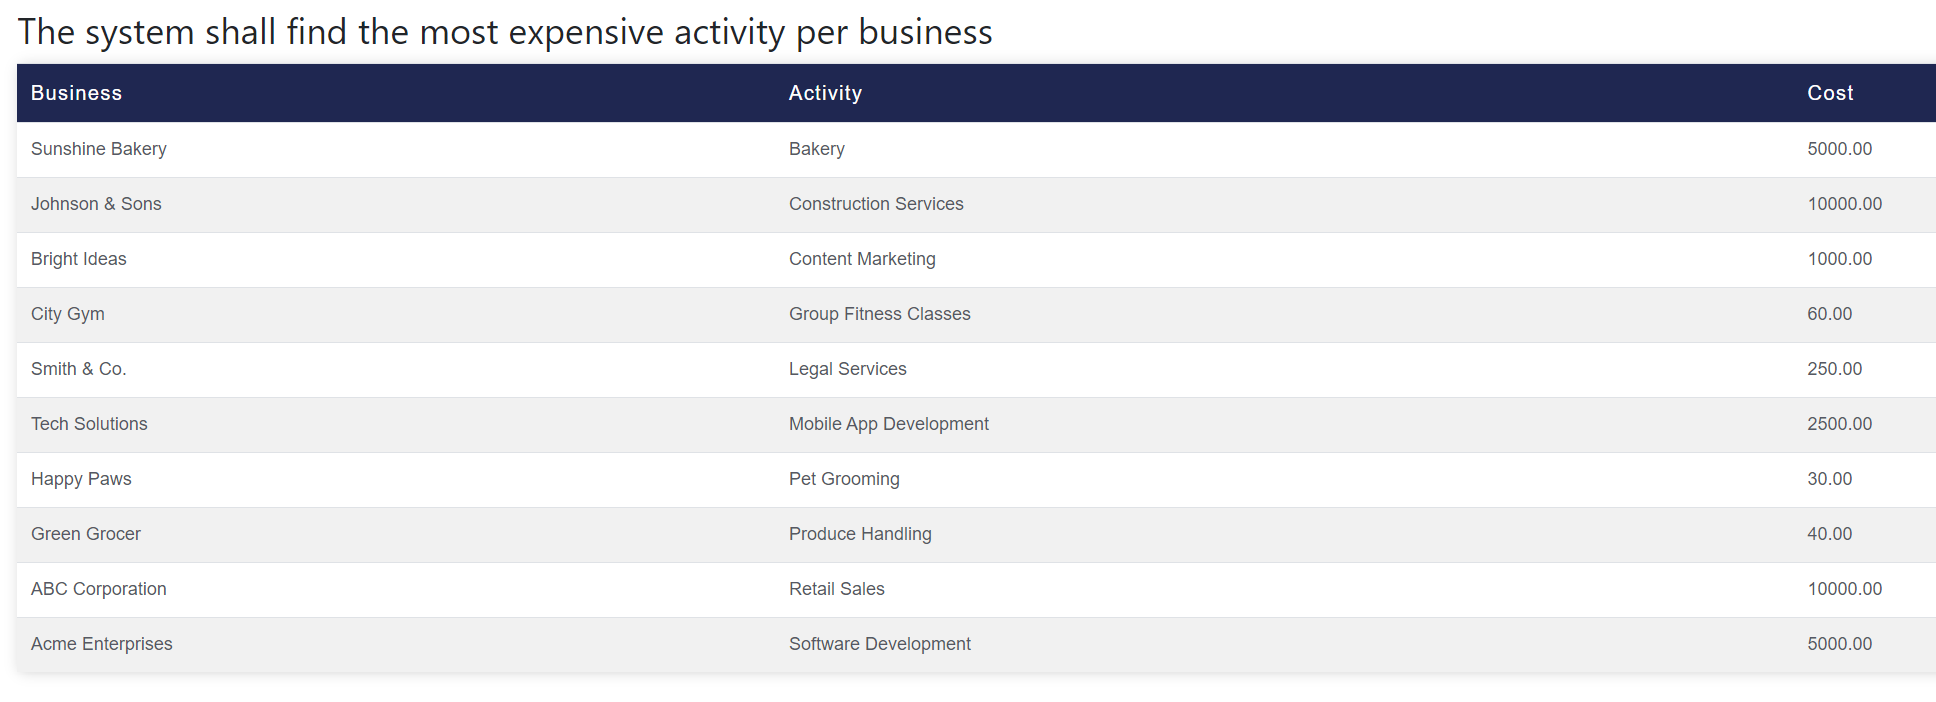 The system shall find the most expensive activity per business
Business Activity Cost
Sunshine Bakery Bakery 5000.00
Johnson & Sons Construction Services 10000.00
Bright Ideas Content Marketing 1000.00
City Gym Group Fitness Classes 60.00
Smith & Co. Legal Services 250.00
Tech Solutions Mobile App Development 2500.00
Happy Paws Pet Grooming 30.00
Green Grocer Produce Handling 40.00
ABC Corporation Retail Sales 10000.00
Acme Enterprises Software Development 5000.00